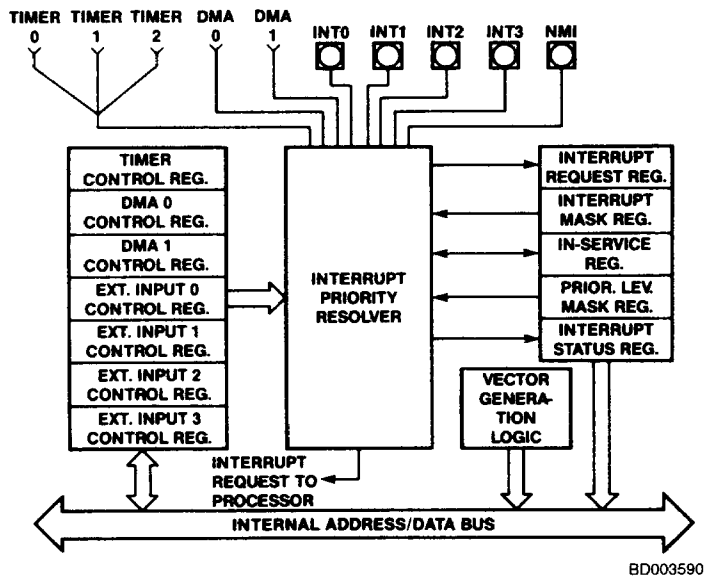 TIMER TIMER TIMER DMA DMA
0 1 2 0 1
INT0 INT1 INT2 INT3 NMI
TIMER
CONTROL REG.
DMA 0
CONTROL REG.
DMA 1
CONTROL REG.
EXT. INPUT 0
CONTROL REG.
EXT. INPUT 1
CONTROL REG.
EXT. INPUT 2
CONTROL REG.
EXT. INPUT 3
CONTROL REG.
INTERRUPT
PRIORITY
RESOLVER
INTERRUPT
REQUEST REG.
INTERRUPT
MASK REG.
IN-SERVICE
REG.
PRIOR. LEV.
MASK REG.
INTERRUPT
STATUS REG.
VECTOR
GENERA-
TION
LOGIC
INTERRUPT
REQUEST TO
PROCESSOR
INTERNAL ADDRESS/DATA BUS
BD003590